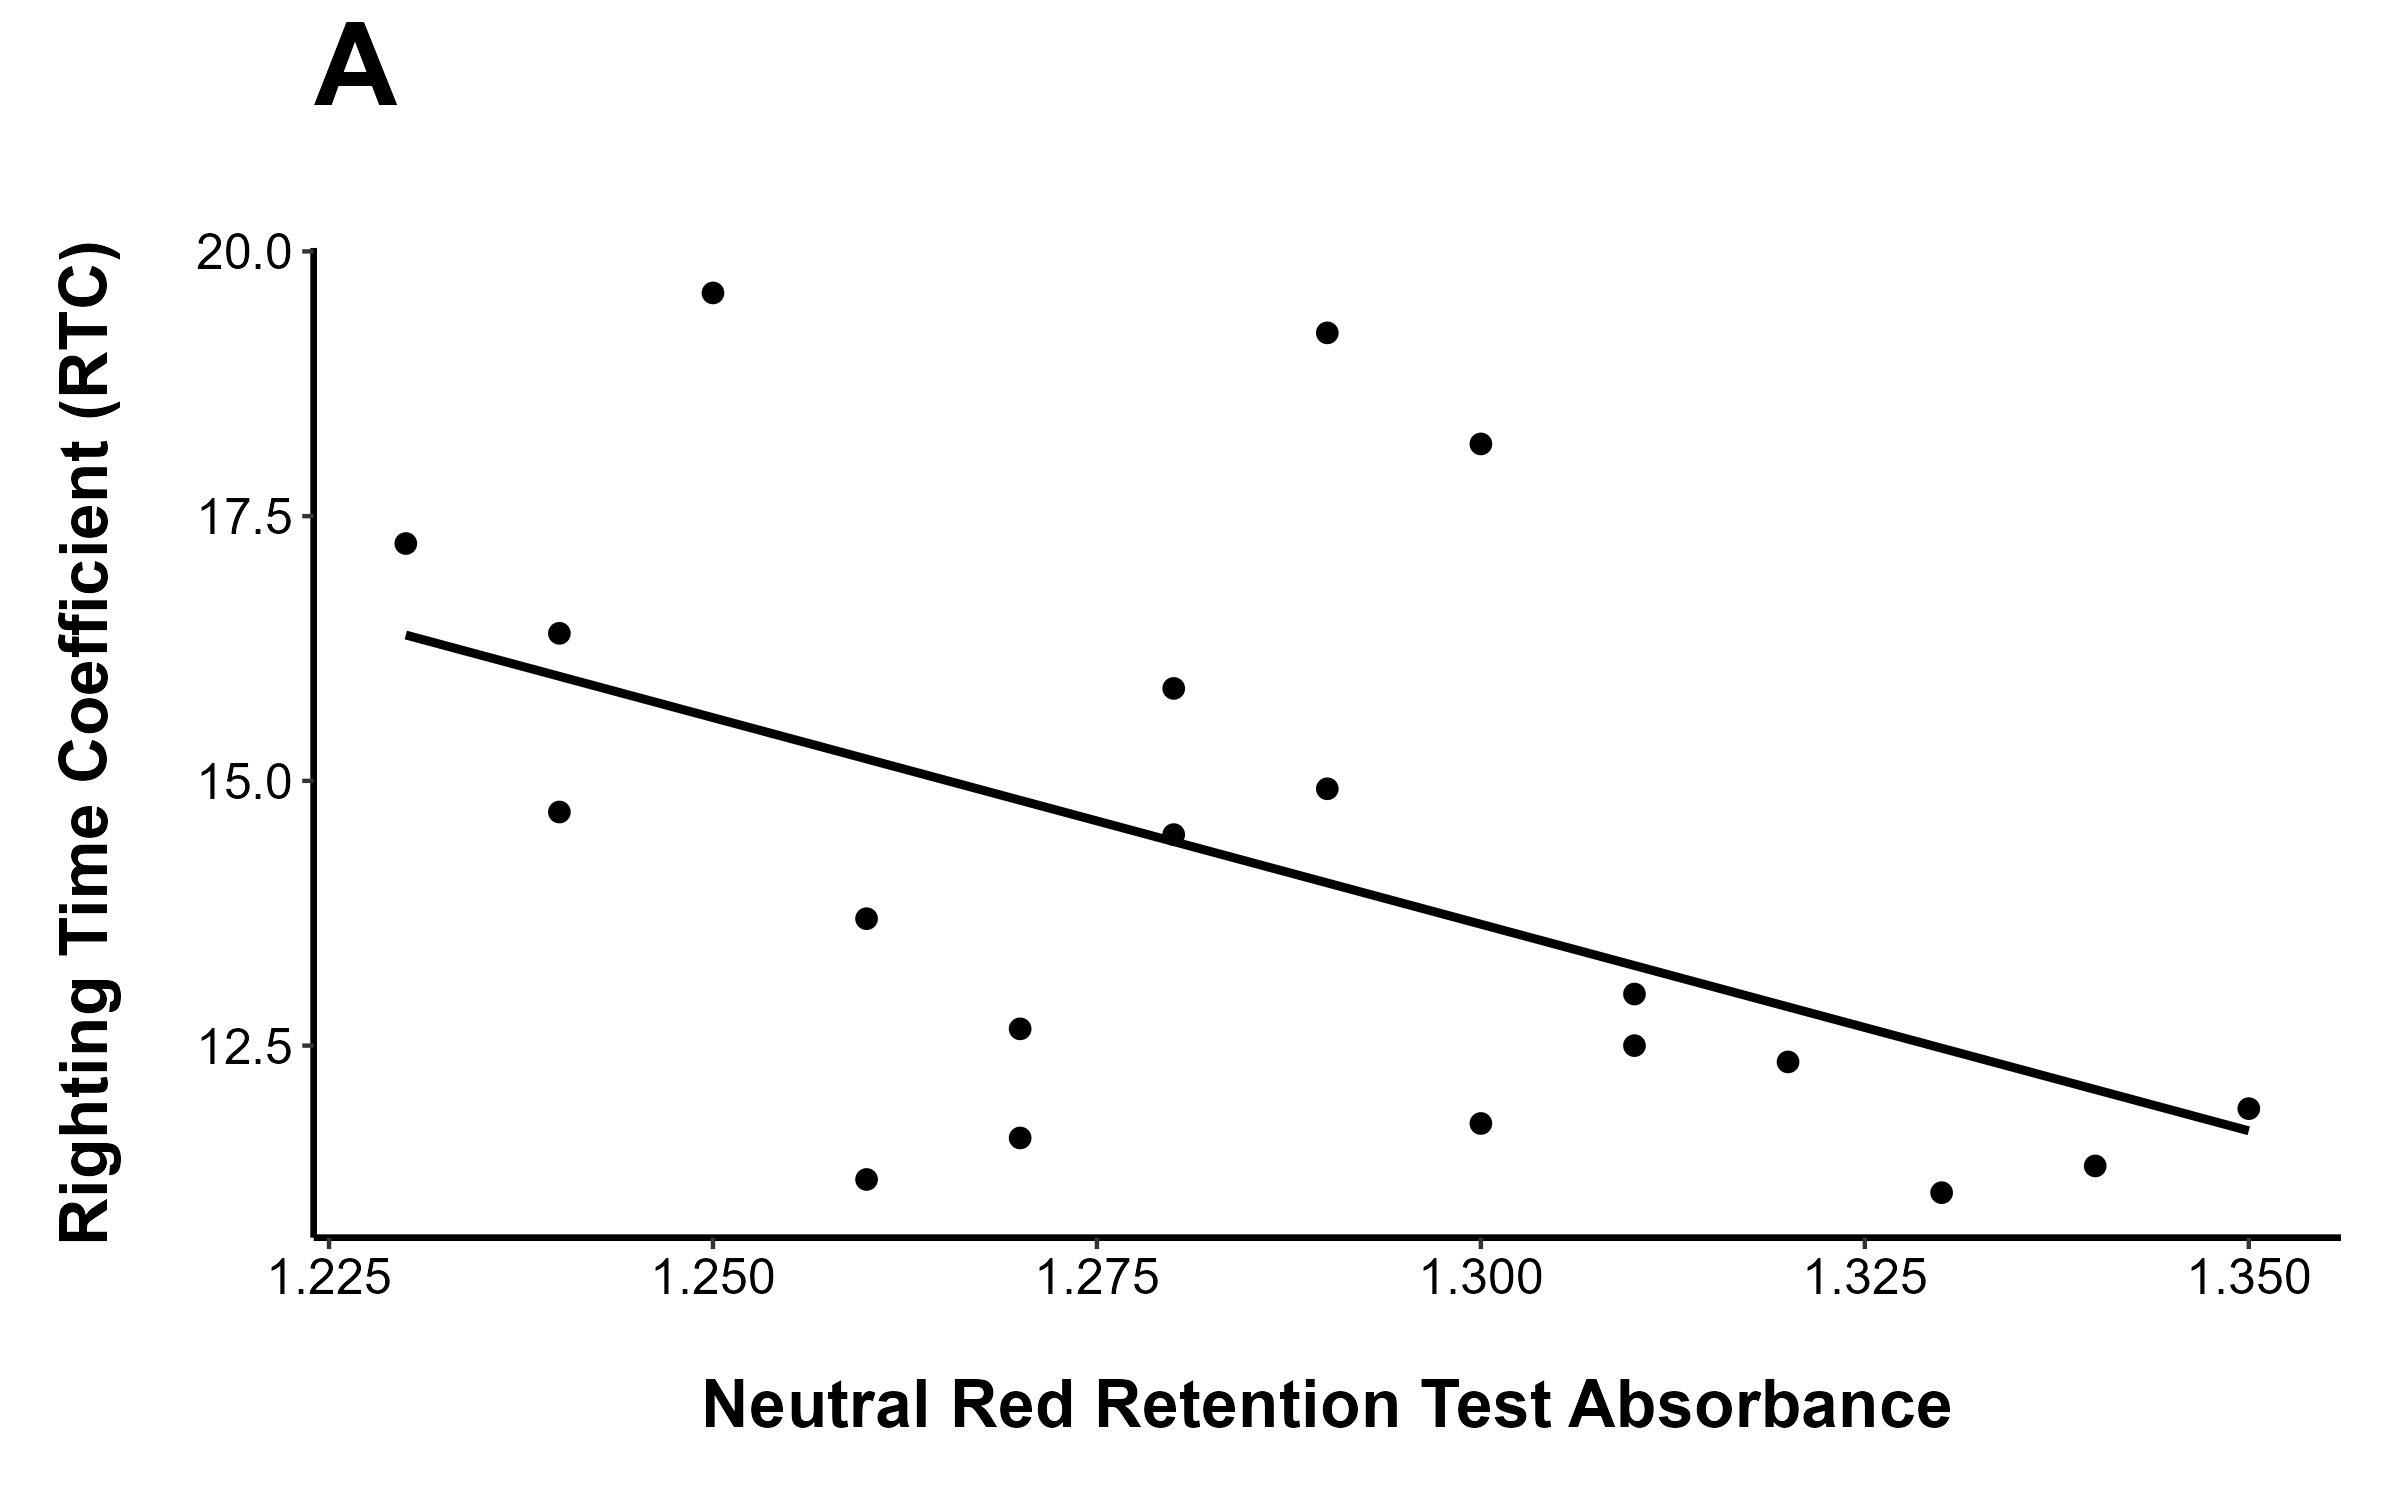 A
Righting Time Coefficient (RTC)
20.0
17.5
15.0
12.5
1.225 1.250 1.275 1.300 1.325 1.350
Neutral Red Retention Test Absorbance